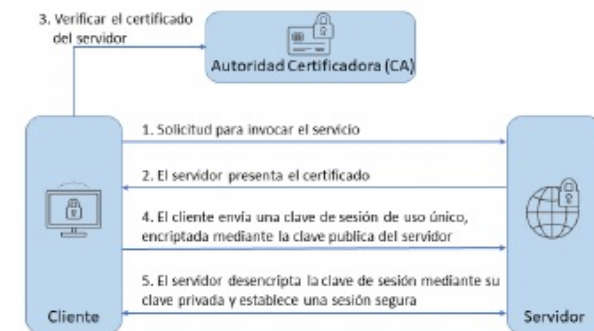 3. Verificar el certificado
del servidor
Autoridad Certificadora (CA)
1. Solicitud para invocar el servicio
2. El servidor presenta el certificado
4. El cliente envía una clave de sesión de uso único,
encriptada mediante la clave publica del servidor
5. El servidor desencripta la clave de sesión mediante su
clave privada y establece una sesión segura
Cliente
Servidor